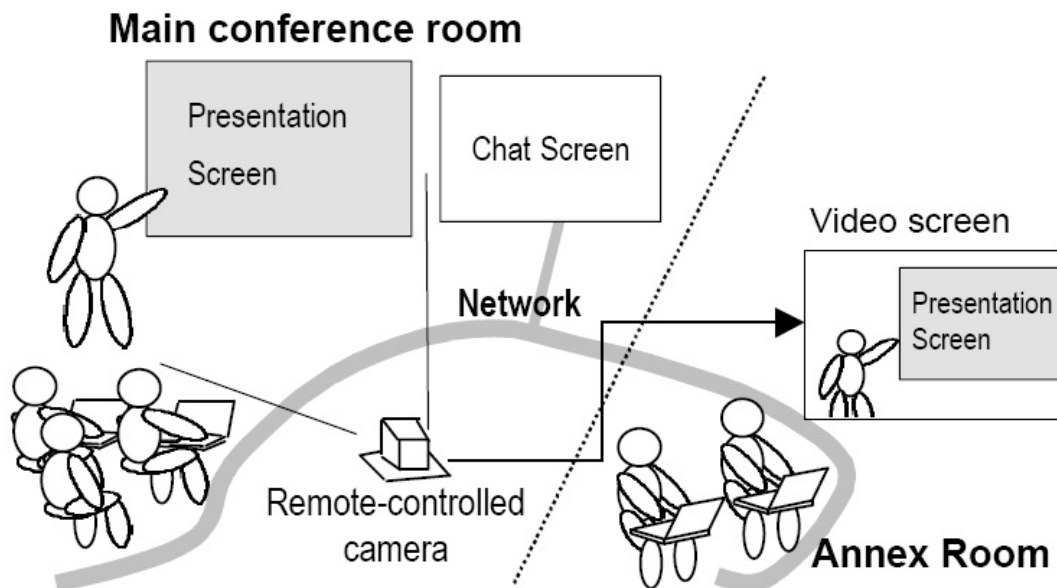 Main conference room
Presentation
Screen
Chat Screen
Video screen
Presentation
Screen
Network
Remote-controlled
camera
Annex Room